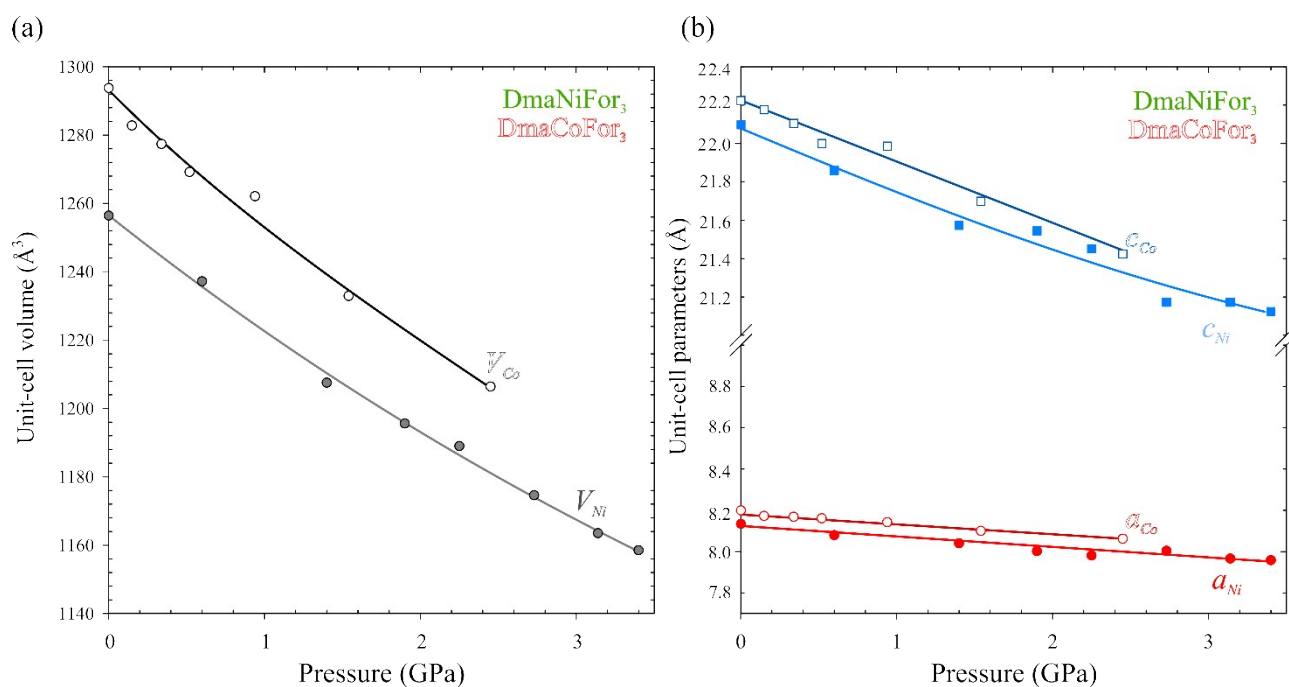 (a)
(b)
DmaNiFor₃
DmaCoFor₃
Unit-cell volume (Å³)
1300
1280
1260
1240
1220
1200
1180
1160
1140
V_Co
V_Ni
0 1 2 3
Pressure (GPa)
DmaNiFor₃
DmaCoFor₃
Unit-cell parameters (Å)
22.4
22.2
22.0
21.8
21.6
21.4
21.2
8.8
8.6
8.4
8.2
8.0
7.8
c_Co
c_Ni
a_Co
a_Ni
0 1 2 3
Pressure (GPa)